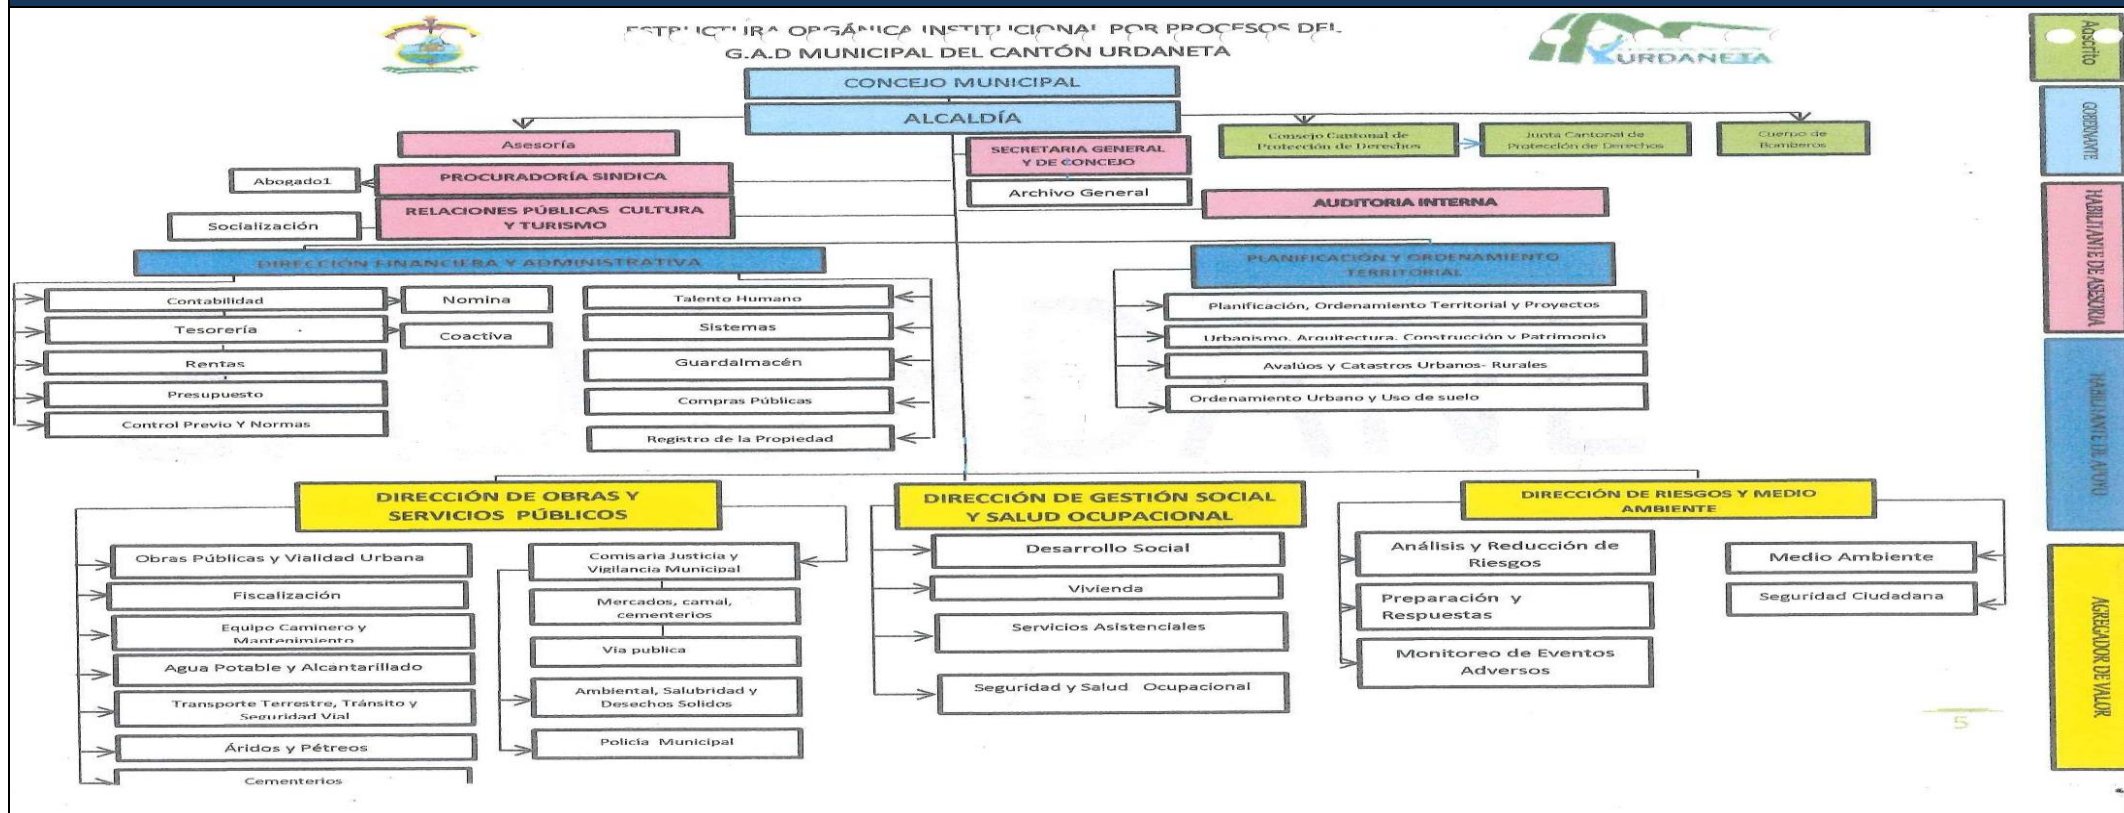 ESTRUCTURA ORGÁNICA INSTITUCIONAL POR PROCESOS DEL
G.A.D MUNICIPAL DEL CANTÓN URDANETA
URDANETA
CONCEJO MUNICIPAL
ALCALDÍA
Asesoría
SECRETARIA GENERAL
Y DE CONCEJO
Archivo General
Consejo Cantonal de
Protección de Derechos
Junta Cantonal de
Protección de Derechos
Cuerpo de
Bomberos
Abogado1
PROCURADORÍA SINDICA
Socialización
RELACIONES PÚBLICAS CULTURA
Y TURISMO
AUDITORIA INTERNA
DIRECCIÓN FINANCIERA Y ADMINISTRATIVA
Contabilidad
Nomina
Tesorería
Coactiva
Rentas
Presupuesto
Control Previo Y Normas
Talento Humano
Sistemas
Guardalmacén
Compras Públicas
Registro de la Propiedad
PLANIFICACIÓN Y ORDENAMIENTO
TERRITORIAL
Planificación, Ordenamiento Territorial y Proyectos
Urbanismo, Arquitectura, Construcción y Patrimonio
Avalúos y Catastros Urbanos- Rurales
Ordenamiento Urbano y Uso de suelo
DIRECCIÓN DE OBRAS Y
SERVICIOS PÚBLICOS
Obras Públicas y Vialidad Urbana
Fiscalización
Equipo Caminero y
Mantenimiento
Agua Potable y Alcantarillado
Transporte Terrestre, Tránsito y
Seguridad Vial
Áridos y Pétreos
Cementerios
Comisaria Justicia y
Vigilancia Municipal
Mercados, camal,
cementerios
Via publica
Ambiental, Salubridad y
Desechos Solidos
Policia Municipal
DIRECCIÓN DE GESTIÓN SOCIAL
Y SALUD OCUPACIONAL
Desarrollo Social
Vivienda
Servicios Asistenciales
Seguridad y Salud Ocupacional
DIRECCIÓN DE RIESGOS Y MEDIO
AMBIENTE
Análisis y Reducción de
Riesgos
Preparación y
Respuestas
Monitoreo de Eventos
Adversos
Medio Ambiente
Seguridad Ciudadana
5
Adscrito
GOBERNANTE
HABILITANTE DE ASESORIA
HABILITANTE DE APOYO
AGREGADOR DE VALOR